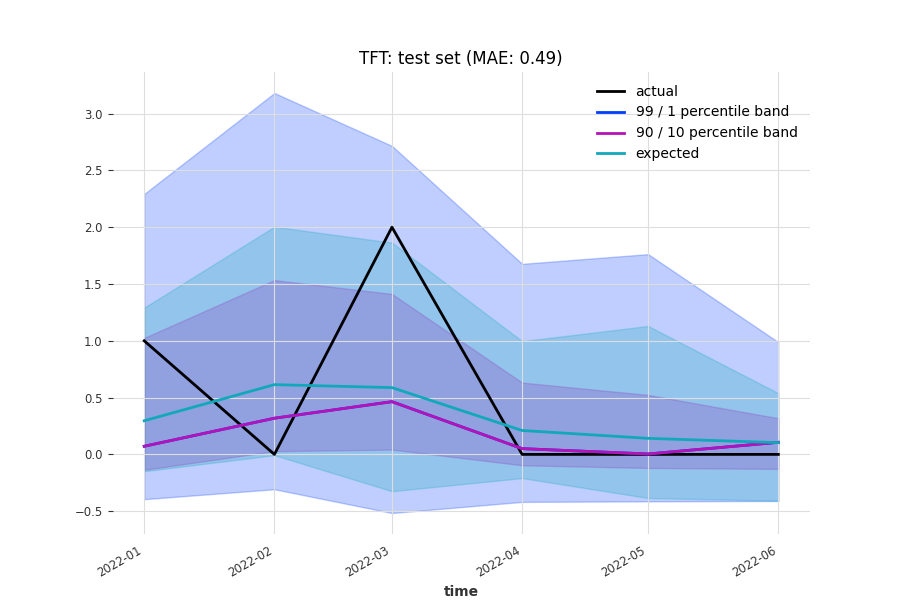 TFT: test set (MAE: 0.49)
actual
99 / 1 percentile band
90 / 10 percentile band
expected
3.0
2.5
2.0
1.5
1.0
0.5
0.0
−0.5
2022-01
2022-02
2022-03
2022-04
2022-05
2022-06
time